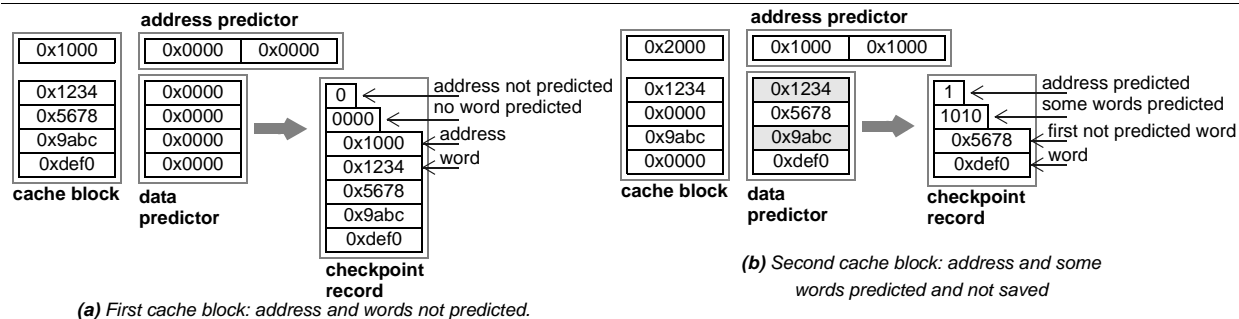 address predictor
0x1000
0x0000 0x0000
0x1234
0x5678
0x9abc
0xdef0
cache block
0x0000
0x0000
0x0000
0x0000
data
predictor
0
0000
0x1000
0x1234
0x5678
0x9abc
0xdef0
checkpoint
record
address not predicted
no word predicted
address
word
(a) First cache block: address and words not predicted.
address predictor
0x2000
0x1000 0x1000
0x1234
0x0000
0x9abc
0x0000
cache block
0x1234
0x5678
0x9abc
0xdef0
data
predictor
1
1010
0x5678
0xdef0
checkpoint
record
address predicted
some words predicted
first not predicted word
word
(b) Second cache block: address and some
words predicted and not saved